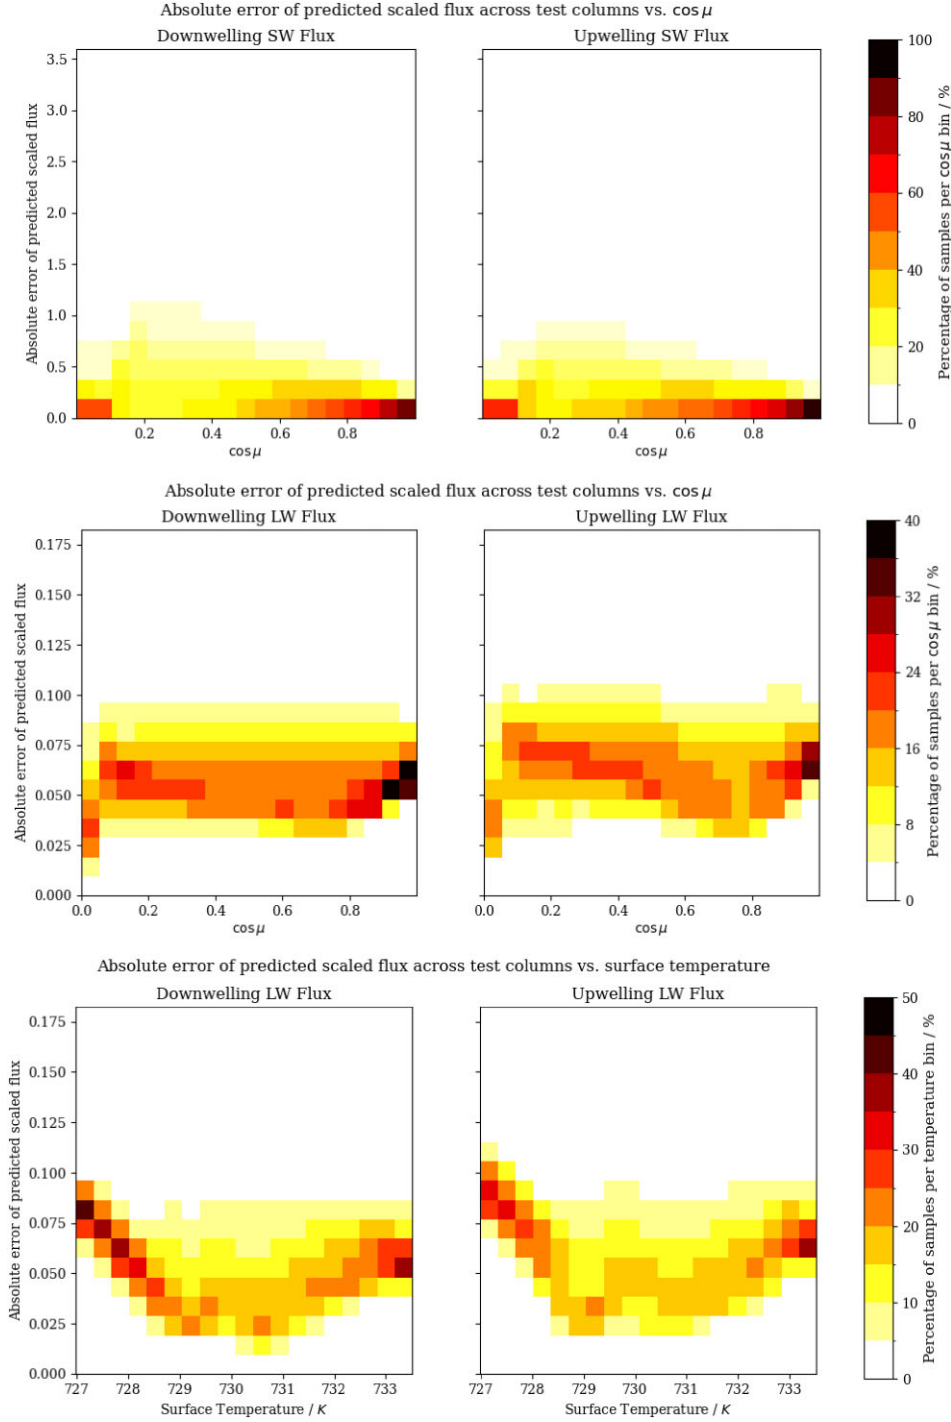 Absolute error of predicted scaled flux across test columns vs. cos μ
Downwelling SW Flux
Upwelling SW Flux
Absolute error of predicted scaled flux
3.5
3.0
2.5
2.0
1.5
1.0
0.5
0.0
0.2 0.4 0.6 0.8
cos μ
0.2 0.4 0.6 0.8
cos μ
100
80
60
40
20
0
Percentage of samples per cos μ bin / %
Absolute error of predicted scaled flux across test columns vs. cos μ
Downwelling LW Flux
Upwelling LW Flux
Absolute error of predicted scaled flux
0.175
0.150
0.125
0.100
0.075
0.050
0.025
0.000
0.0 0.2 0.4 0.6 0.8
cos μ
0.0 0.2 0.4 0.6 0.8
cos μ
40
32
24
16
8
0
Percentage of samples per cos μ bin / %
Absolute error of predicted scaled flux across test columns vs. surface temperature
Downwelling LW Flux
Upwelling LW Flux
Absolute error of predicted scaled flux
0.175
0.150
0.125
0.100
0.075
0.050
0.025
0.000
727 728 729 730 731 732 733
Surface Temperature / K
727 728 729 730 731 732 733
Surface Temperature / K
50
40
30
20
10
0
Percentage of samples per temperature bin / %